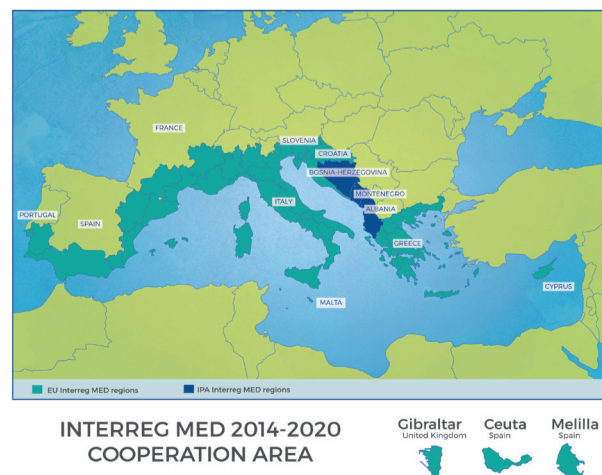 FRANCE
SLOVENIA
CROATIA
BOSNIA-HERZEGOVINA
MONTENEGRO
ITALY
ALBANIA
PORTUGAL
SPAIN
GREECE
CYPRUS
MALTA
EU Interreg MED regions
IPA Interreg MED regions
INTERREG MED 2014-2020
COOPERATION AREA
Gibraltar
United Kingdom
Ceuta
Spain
Melilla
Spain